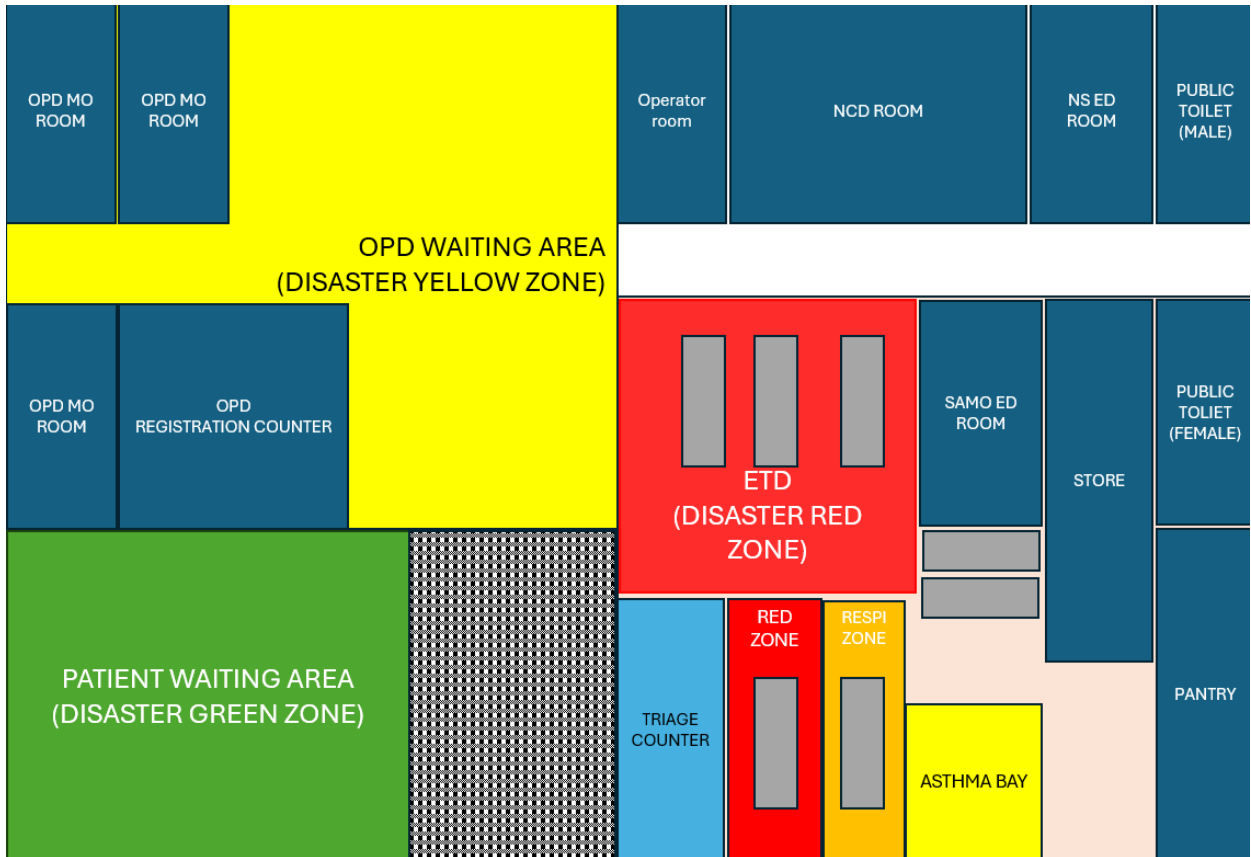 OPD MO
ROOM
OPD MO
ROOM
Operator
room
NCD ROOM
NS ED
ROOM
PUBLIC
TOILET
(MALE)
OPD WAITING AREA
(DISASTER YELLOW ZONE)
OPD MO
ROOM
OPD
REGISTRATION COUNTER
ETD
(DISASTER RED
ZONE)
SAMO ED
ROOM
STORE
PUBLIC
TOLIET
(FEMALE)
PATIENT WAITING AREA
(DISASTER GREEN ZONE)
TRIAGE
COUNTER
RED
ZONE
RESPI
ZONE
ASTHMA BAY
PANTRY